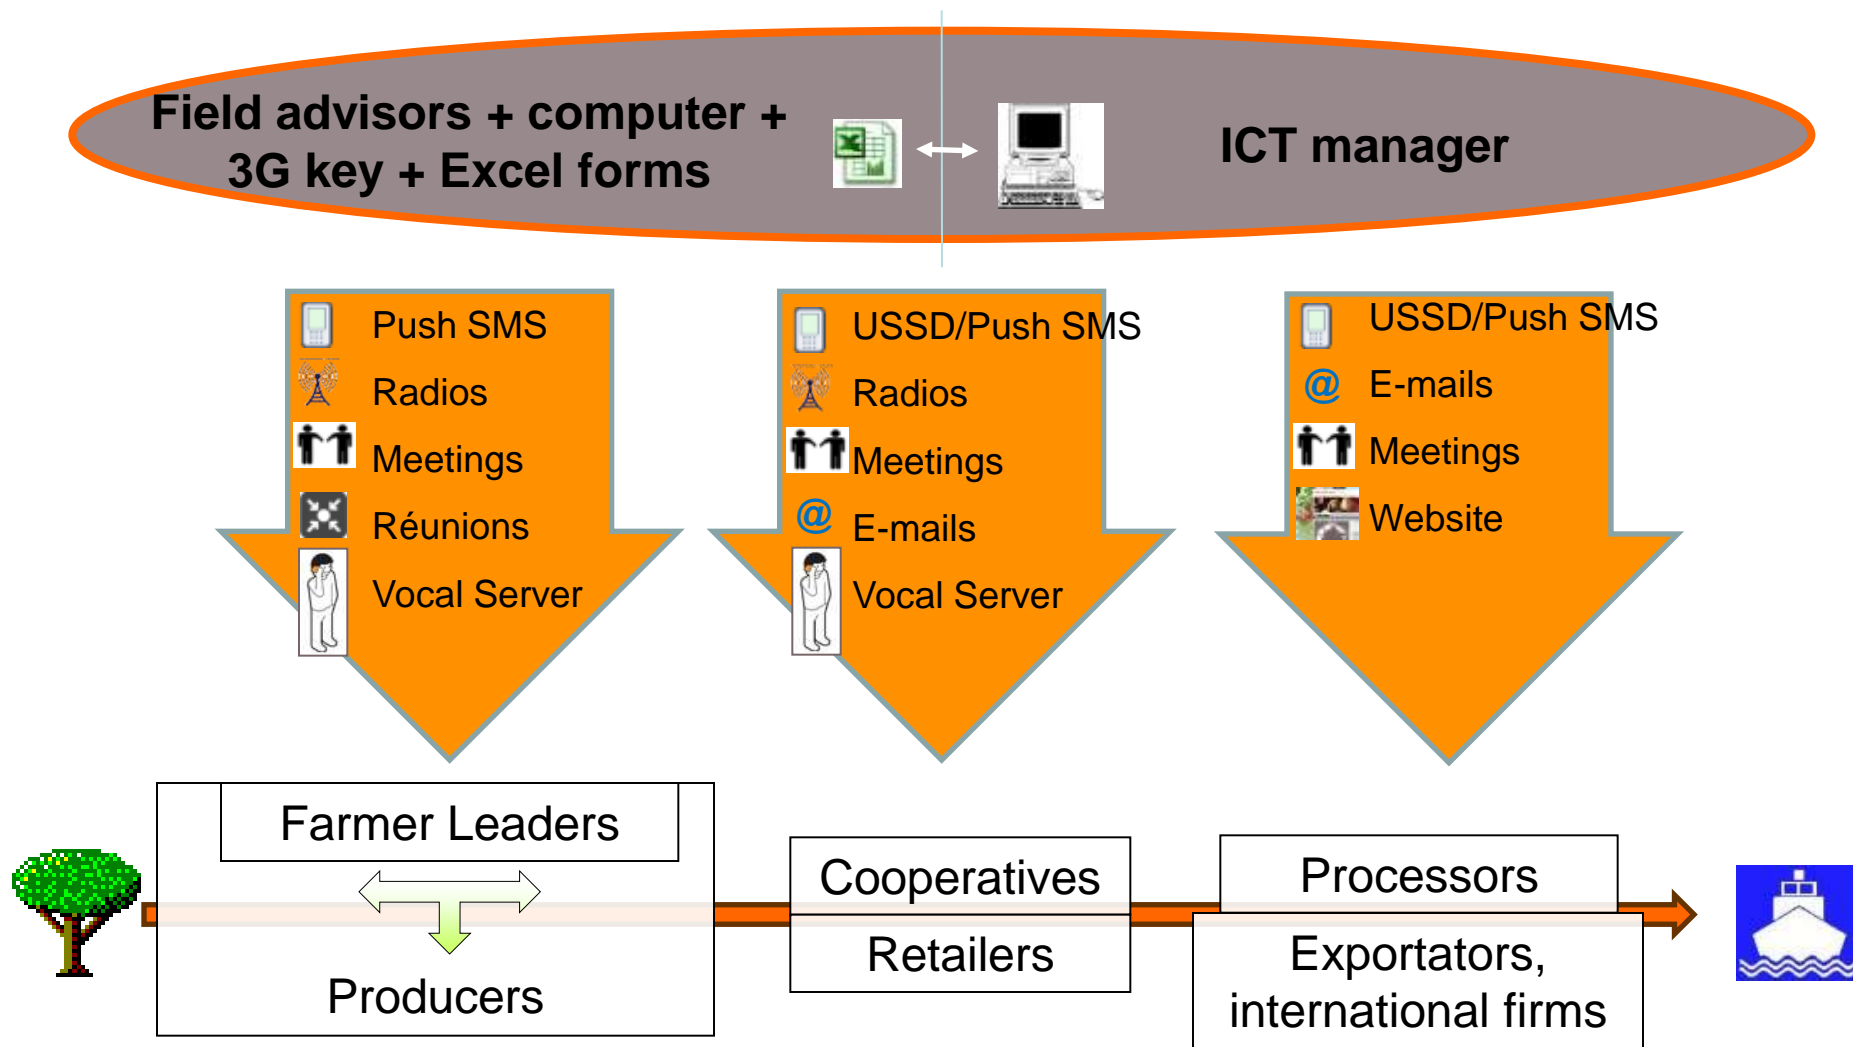 Field advisors + computer +
3G key + Excel forms
ICT manager
Push SMS
Radios
Meetings
Réunions
Vocal Server
USSD/Push SMS
Radios
Meetings
@ E-mails
Vocal Server
USSD/Push SMS
@ E-mails
Meetings
Website
Farmer Leaders
Producers
Cooperatives
Retailers
Processors
Exportators,
international firms